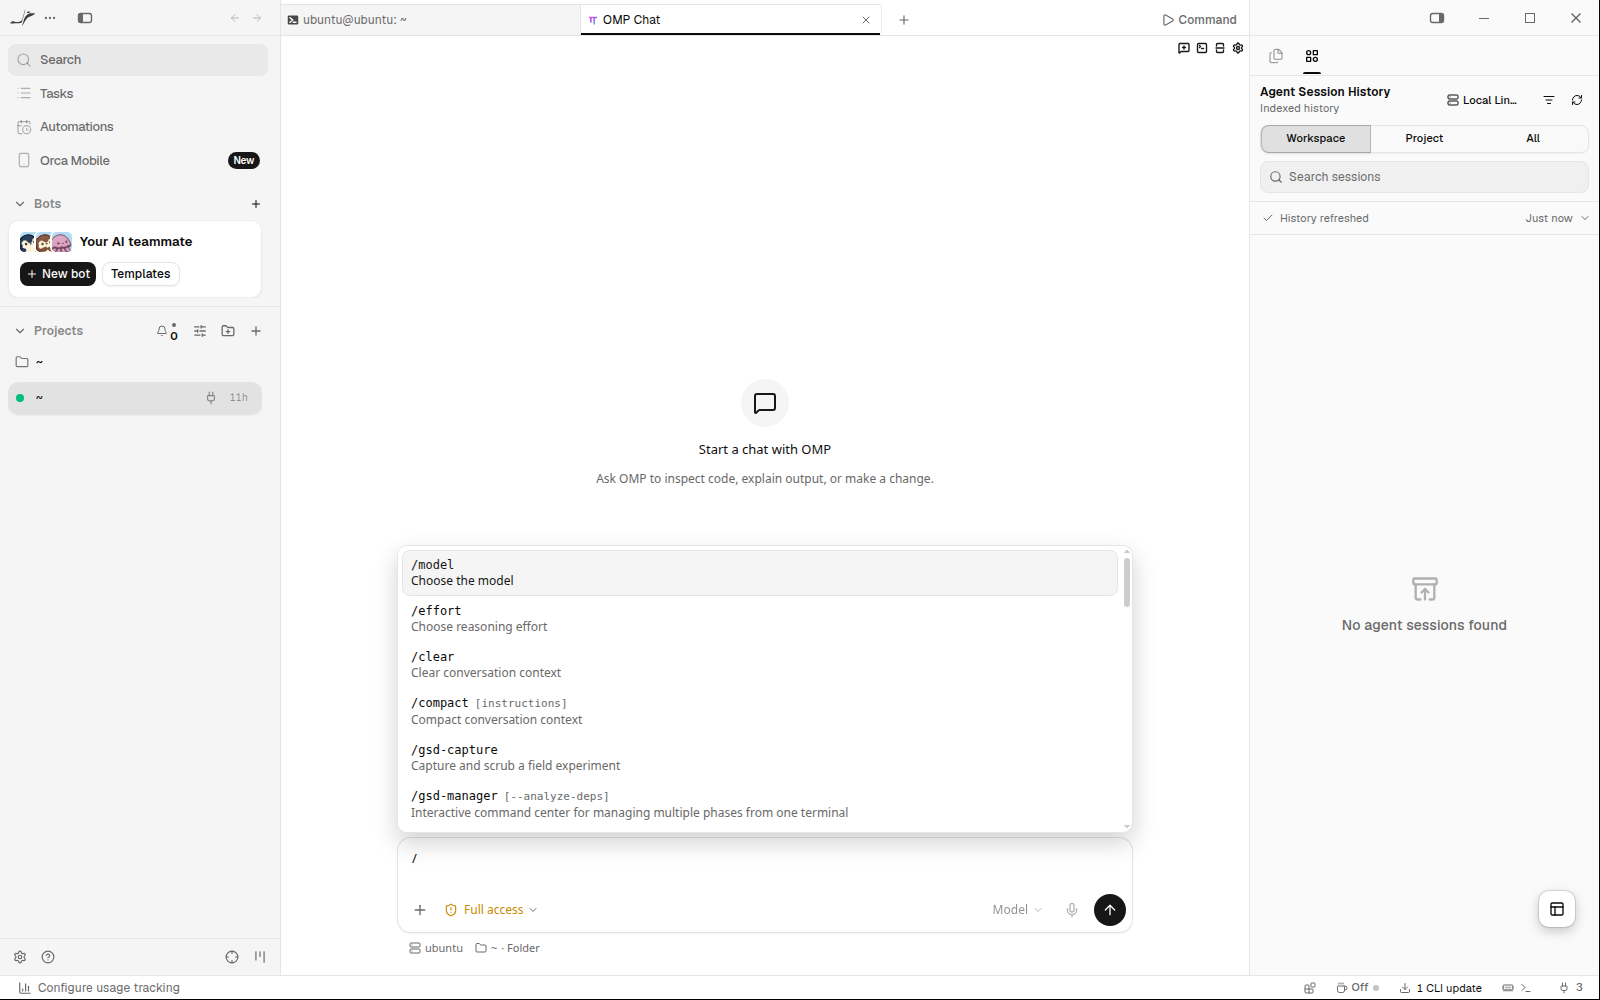 ubuntu@ubuntu: ~
OMP Chat
Command
Search
Tasks
Automations
Orca Mobile
New
Bots
Your AI teammate
New bot
Templates
Projects
0
~
~
11h
Configure usage tracking
Start a chat with OMP
Ask OMP to inspect code, explain output, or make a change.
/model
Choose the model
/effort
Choose reasoning effort
/clear
Clear conversation context
/compact [instructions]
Compact conversation context
/gsd-capture
Capture and scrub a field experiment
/gsd-manager [--analyze-deps]
Interactive command center for managing multiple phases from one terminal
/
Full access
Model
ubuntu
~ · Folder
Agent Session History
Indexed history
Local Lin...
Workspace
Project
All
Search sessions
History refreshed
Just now
No agent sessions found
Off
1 CLI update
3